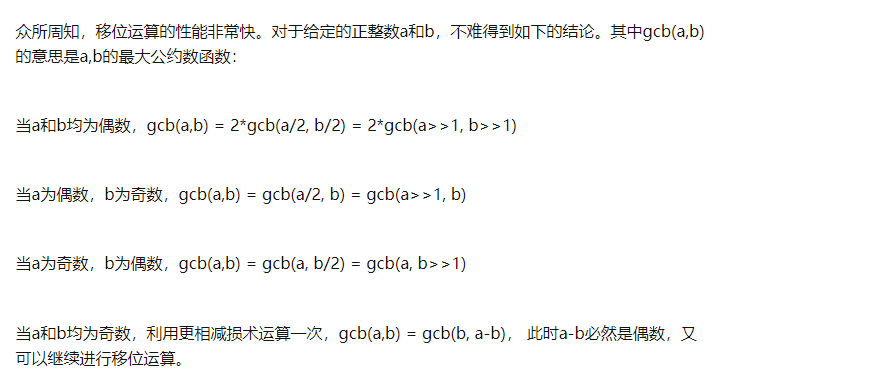 众所周知，移位运算的性能非常快。对于给定的正整数a和b，不难得到如下的结论。其中gcb(a,b)
的意思是a,b的最大公约数函数：
当a和b均为偶数，gcb(a,b) = 2*gcb(a/2, b/2) = 2*gcb(a>>1, b>>1)
当a为偶数，b为奇数，gcb(a,b) = gcb(a/2, b) = gcb(a>>1, b)
当a为奇数，b为偶数，gcb(a,b) = gcb(a, b/2) = gcb(a, b>>1)
当a和b均为奇数，利用更相减损术运算一次，gcb(a,b) = gcb(b, a-b)， 此时a-b必然是偶数，又
可以继续进行移位运算。